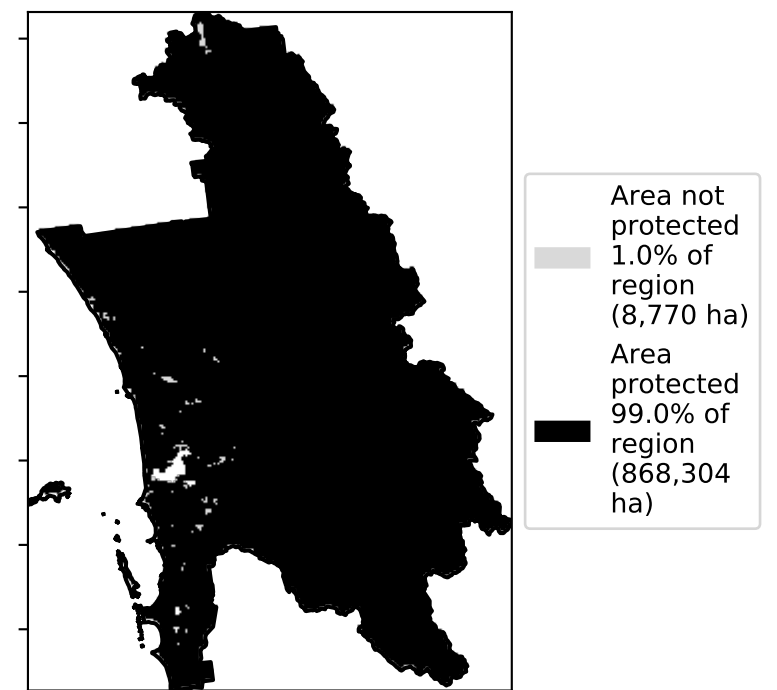 Area not
protected
1.0% of
region
(8,770 ha)
Area
protected
99.0% of
region
(868,304
ha)